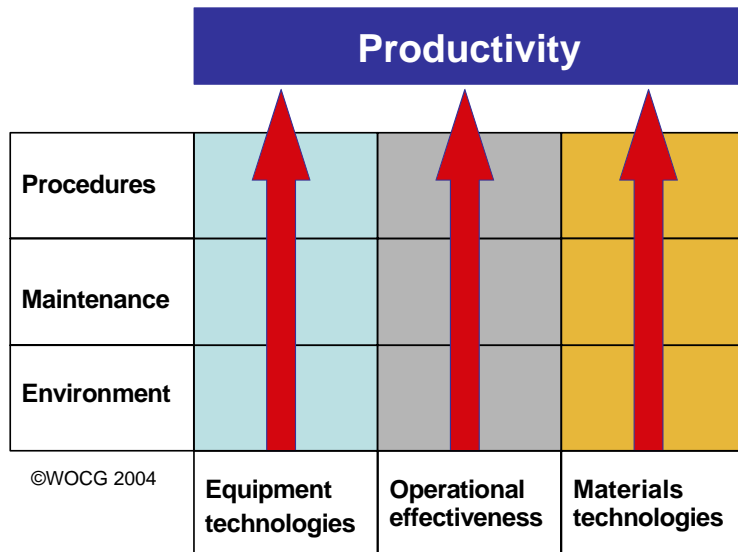 Productivity
Procedures
Maintenance
Environment
©WOCG 2004
Equipment
technologies
Operational
effectiveness
Materials
technologies